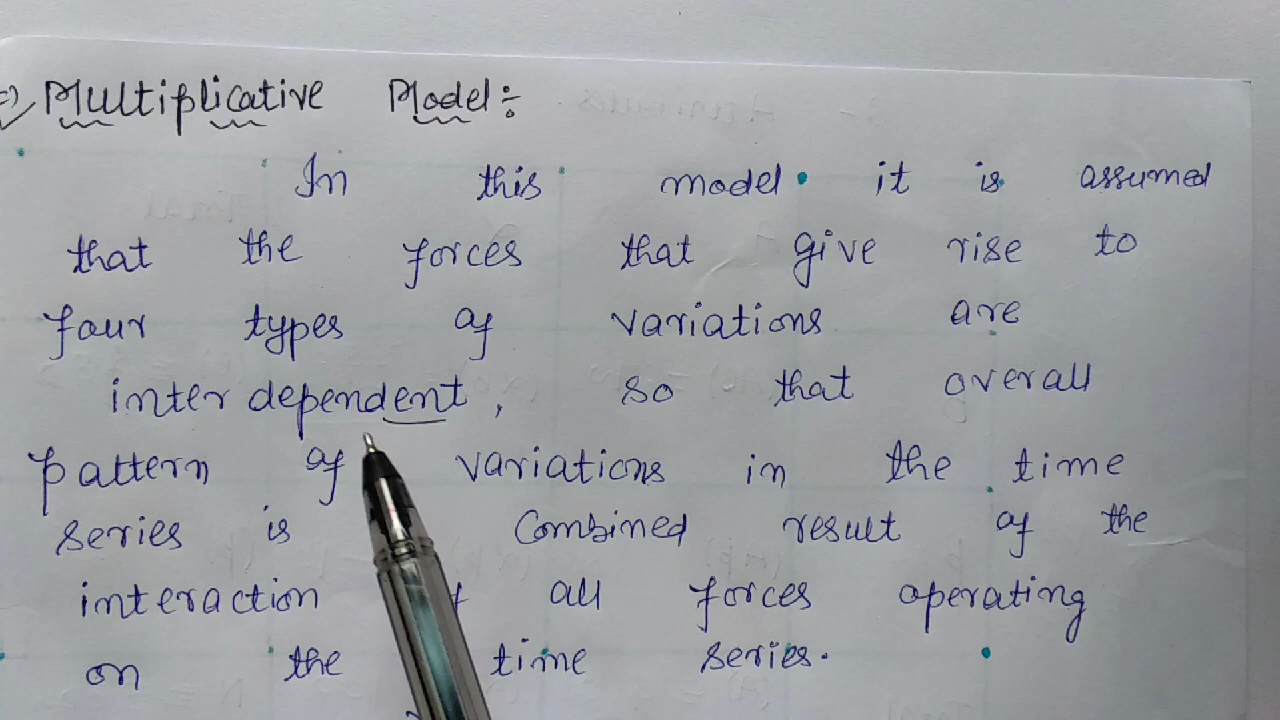 => Multiplicative Model :-
In this model it is assumed
that the forces that give rise to
four types of variations are
inter dependent, so that overall
pattern of variations in the time
series is combined result of the
interaction all forces operating
on the time series.